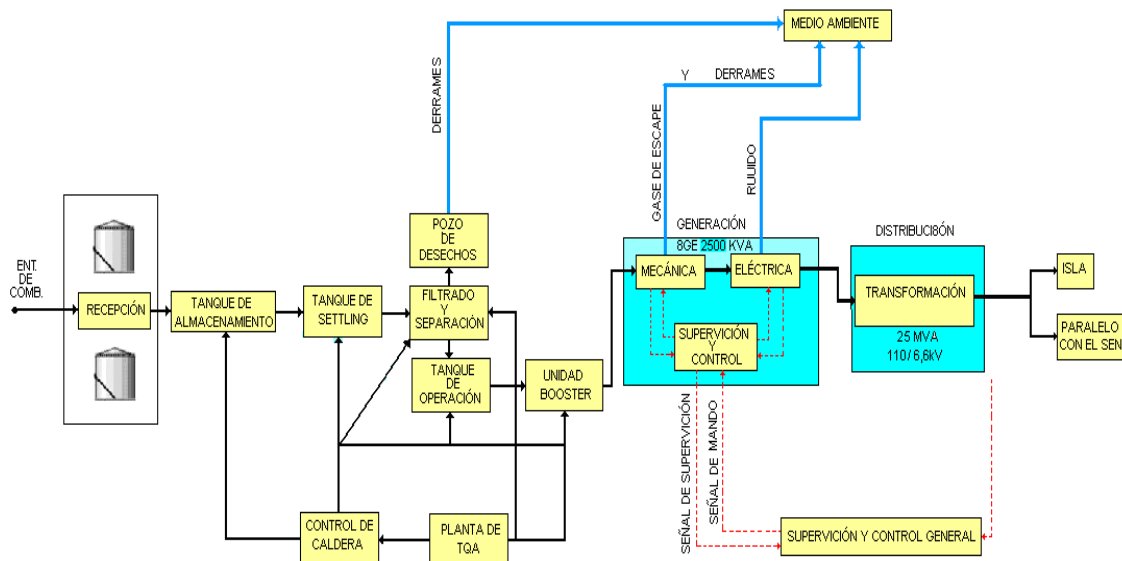 MEDIO AMBIENTE
Y DERRAMES
DERRAMES
GASE DE ESCAPE
RUUIDO
ENT.
DE
COMB.
RECEPCIÓN
TANQUE DE
ALMACENAMIENTO
TANQUE DE
SETTLING
POZO
DE
DESECHOS
FILTRADO
Y
SEPARACIÓN
TANQUE
DE
OPERACIÓN
UNIDAD
BOOSTER
GENERACIÓN
8GE 2500 KVA
MECÁNICA
ELÉCTRICA
SUPERVICIÓN
Y
CONTROL
DISTRIBUCI8ÓN
TRANSFORMACIÓN
25 MVA
110/ 6,6kV
ISLA
PARALELO
CON EL SEN
SEÑAL DE SUPERVICIÓN
SEÑAL DE MANDO
CONTROL DE
CALDERA
PLANTA DE
TQA
SUPERVICIÓN Y CONTROL GENERAL